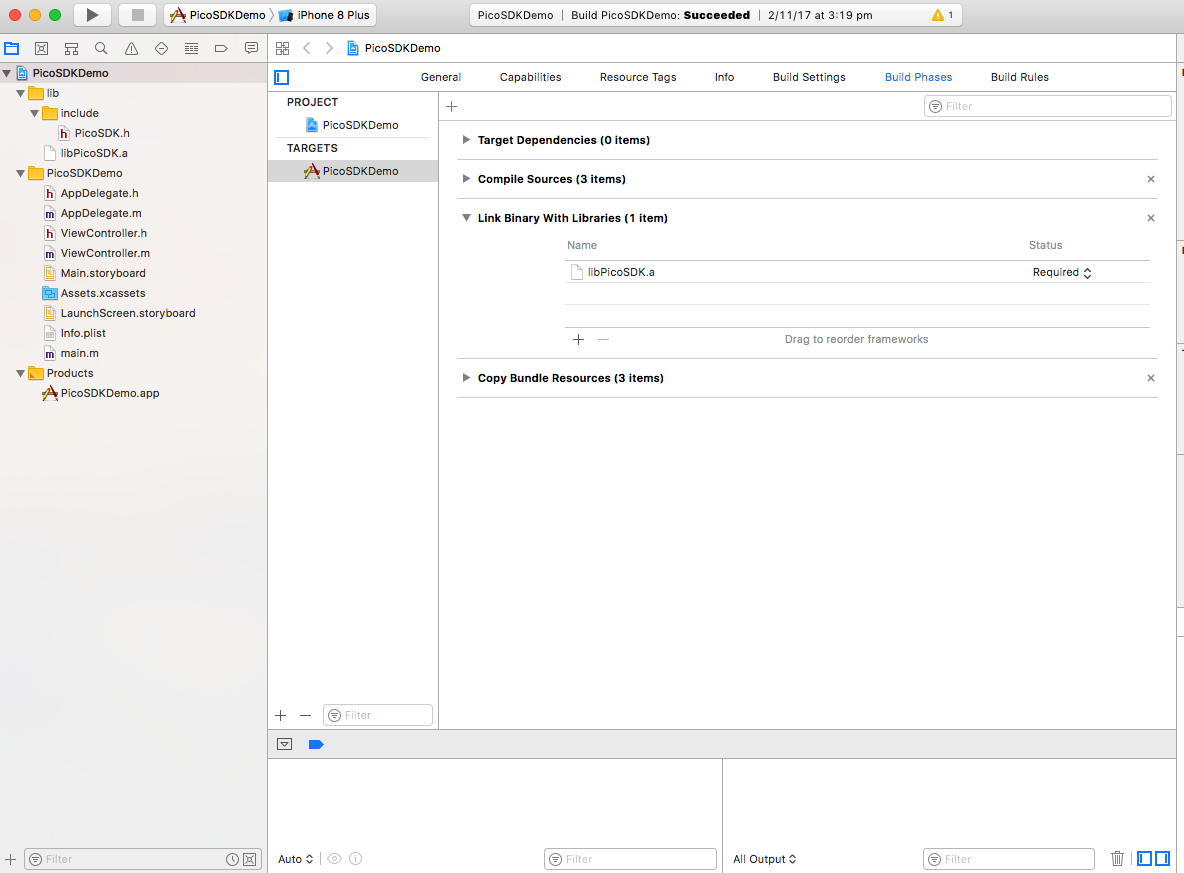 PicoSDKDemo iPhone 8 Plus
PicoSDKDemo | Build PicoSDKDemo: Succeeded | 2/11/17 at 3:19 pm 1
PicoSDKDemo
lib
include
h PicoSDK.h
libPicoSDK.a
PicoSDKDemo
h AppDelegate.h
m AppDelegate.m
h ViewController.h
m ViewController.m
Main.storyboard
Assets.xcassets
LaunchScreen.storyboard
Info.plist
m main.m
Products
PicoSDKDemo.app
Filter
PicoSDKDemo
General Capabilities Resource Tags Info Build Settings Build Phases Build Rules
PROJECT
PicoSDKDemo
TARGETS
PicoSDKDemo
Filter
Filter
Target Dependencies (0 items)
Compile Sources (3 items)
Link Binary With Libraries (1 item)
Name Status
libPicoSDK.a Required
Drag to reorder frameworks
Copy Bundle Resources (3 items)
Auto Filter
All Output Filter